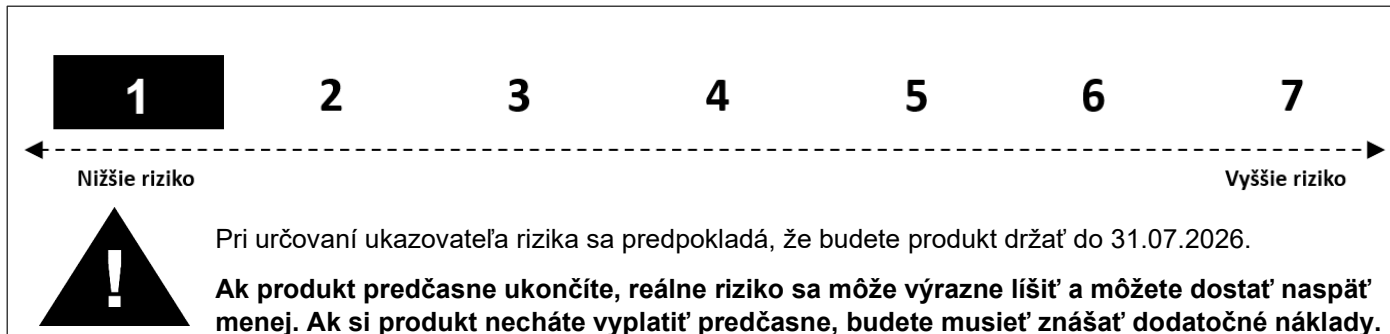 1 2 3 4 5 6 7
Nižšie riziko Vyššie riziko
! Pri určovaní ukazovateľa rizika sa predpokladá, že budete produkt držať do 31.07.2026.
Ak produkt predčasne ukončíte, reálne riziko sa môže výrazne líšiť a môžete dostať naspäť
menej. Ak si produkt necháte vyplatiť predčasne, budete musieť znášať dodatočné náklady.